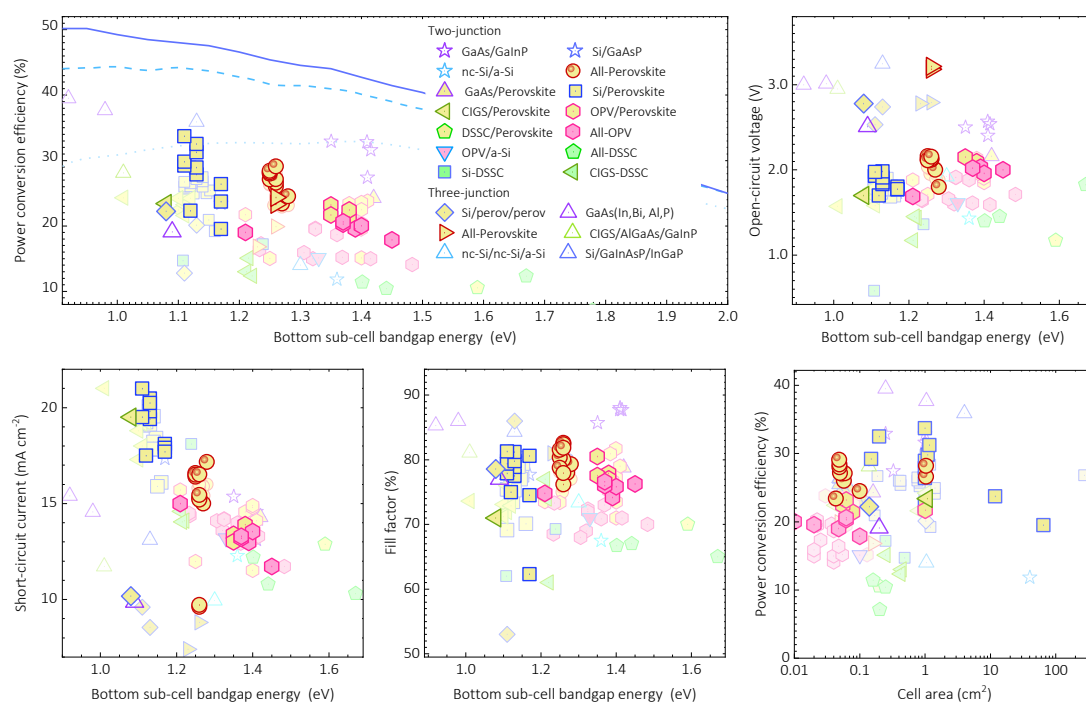 Power conversion efficiency (%)
50
40
30
20
10
1.0
1.1
1.2
1.3
1.4
1.5
1.6
1.7
1.8
1.9
2.0
Bottom sub-cell bandgap energy (eV)
Two-junction
GaAs/GaInP
Si/GaAsP
nc-Si/a-Si
All-Perovskite
GaAs/Perovskite
Si/Perovskite
CIGS/Perovskite
OPV/Perovskite
DSSC/Perovskite
All-OPV
OPV/a-Si
All-DSSC
Si-DSSC
CIGS-DSSC
Three-junction
Si/perov/perov
GaAs(In,Bi, Al,P)
All-Perovskite
CIGS/AlGaAs/GaInP
nc-Si/nc-Si/a-Si
Si/GaInAsP/InGaP
Open-circuit voltage (V)
3.0
2.0
1.0
1.0
1.2
1.4
1.6
Bottom sub-cell bandgap energy (eV)
Short-circuit current (mA cm⁻²)
20
15
10
1.0
1.2
1.4
1.6
Bottom sub-cell bandgap energy (eV)
Fill factor (%)
90
80
70
60
50
1.0
1.2
1.4
1.6
Bottom sub-cell bandgap energy (eV)
Power conversion efficiency (%)
40
30
20
10
0
0.01
0.1
1
10
100
Cell area (cm²)